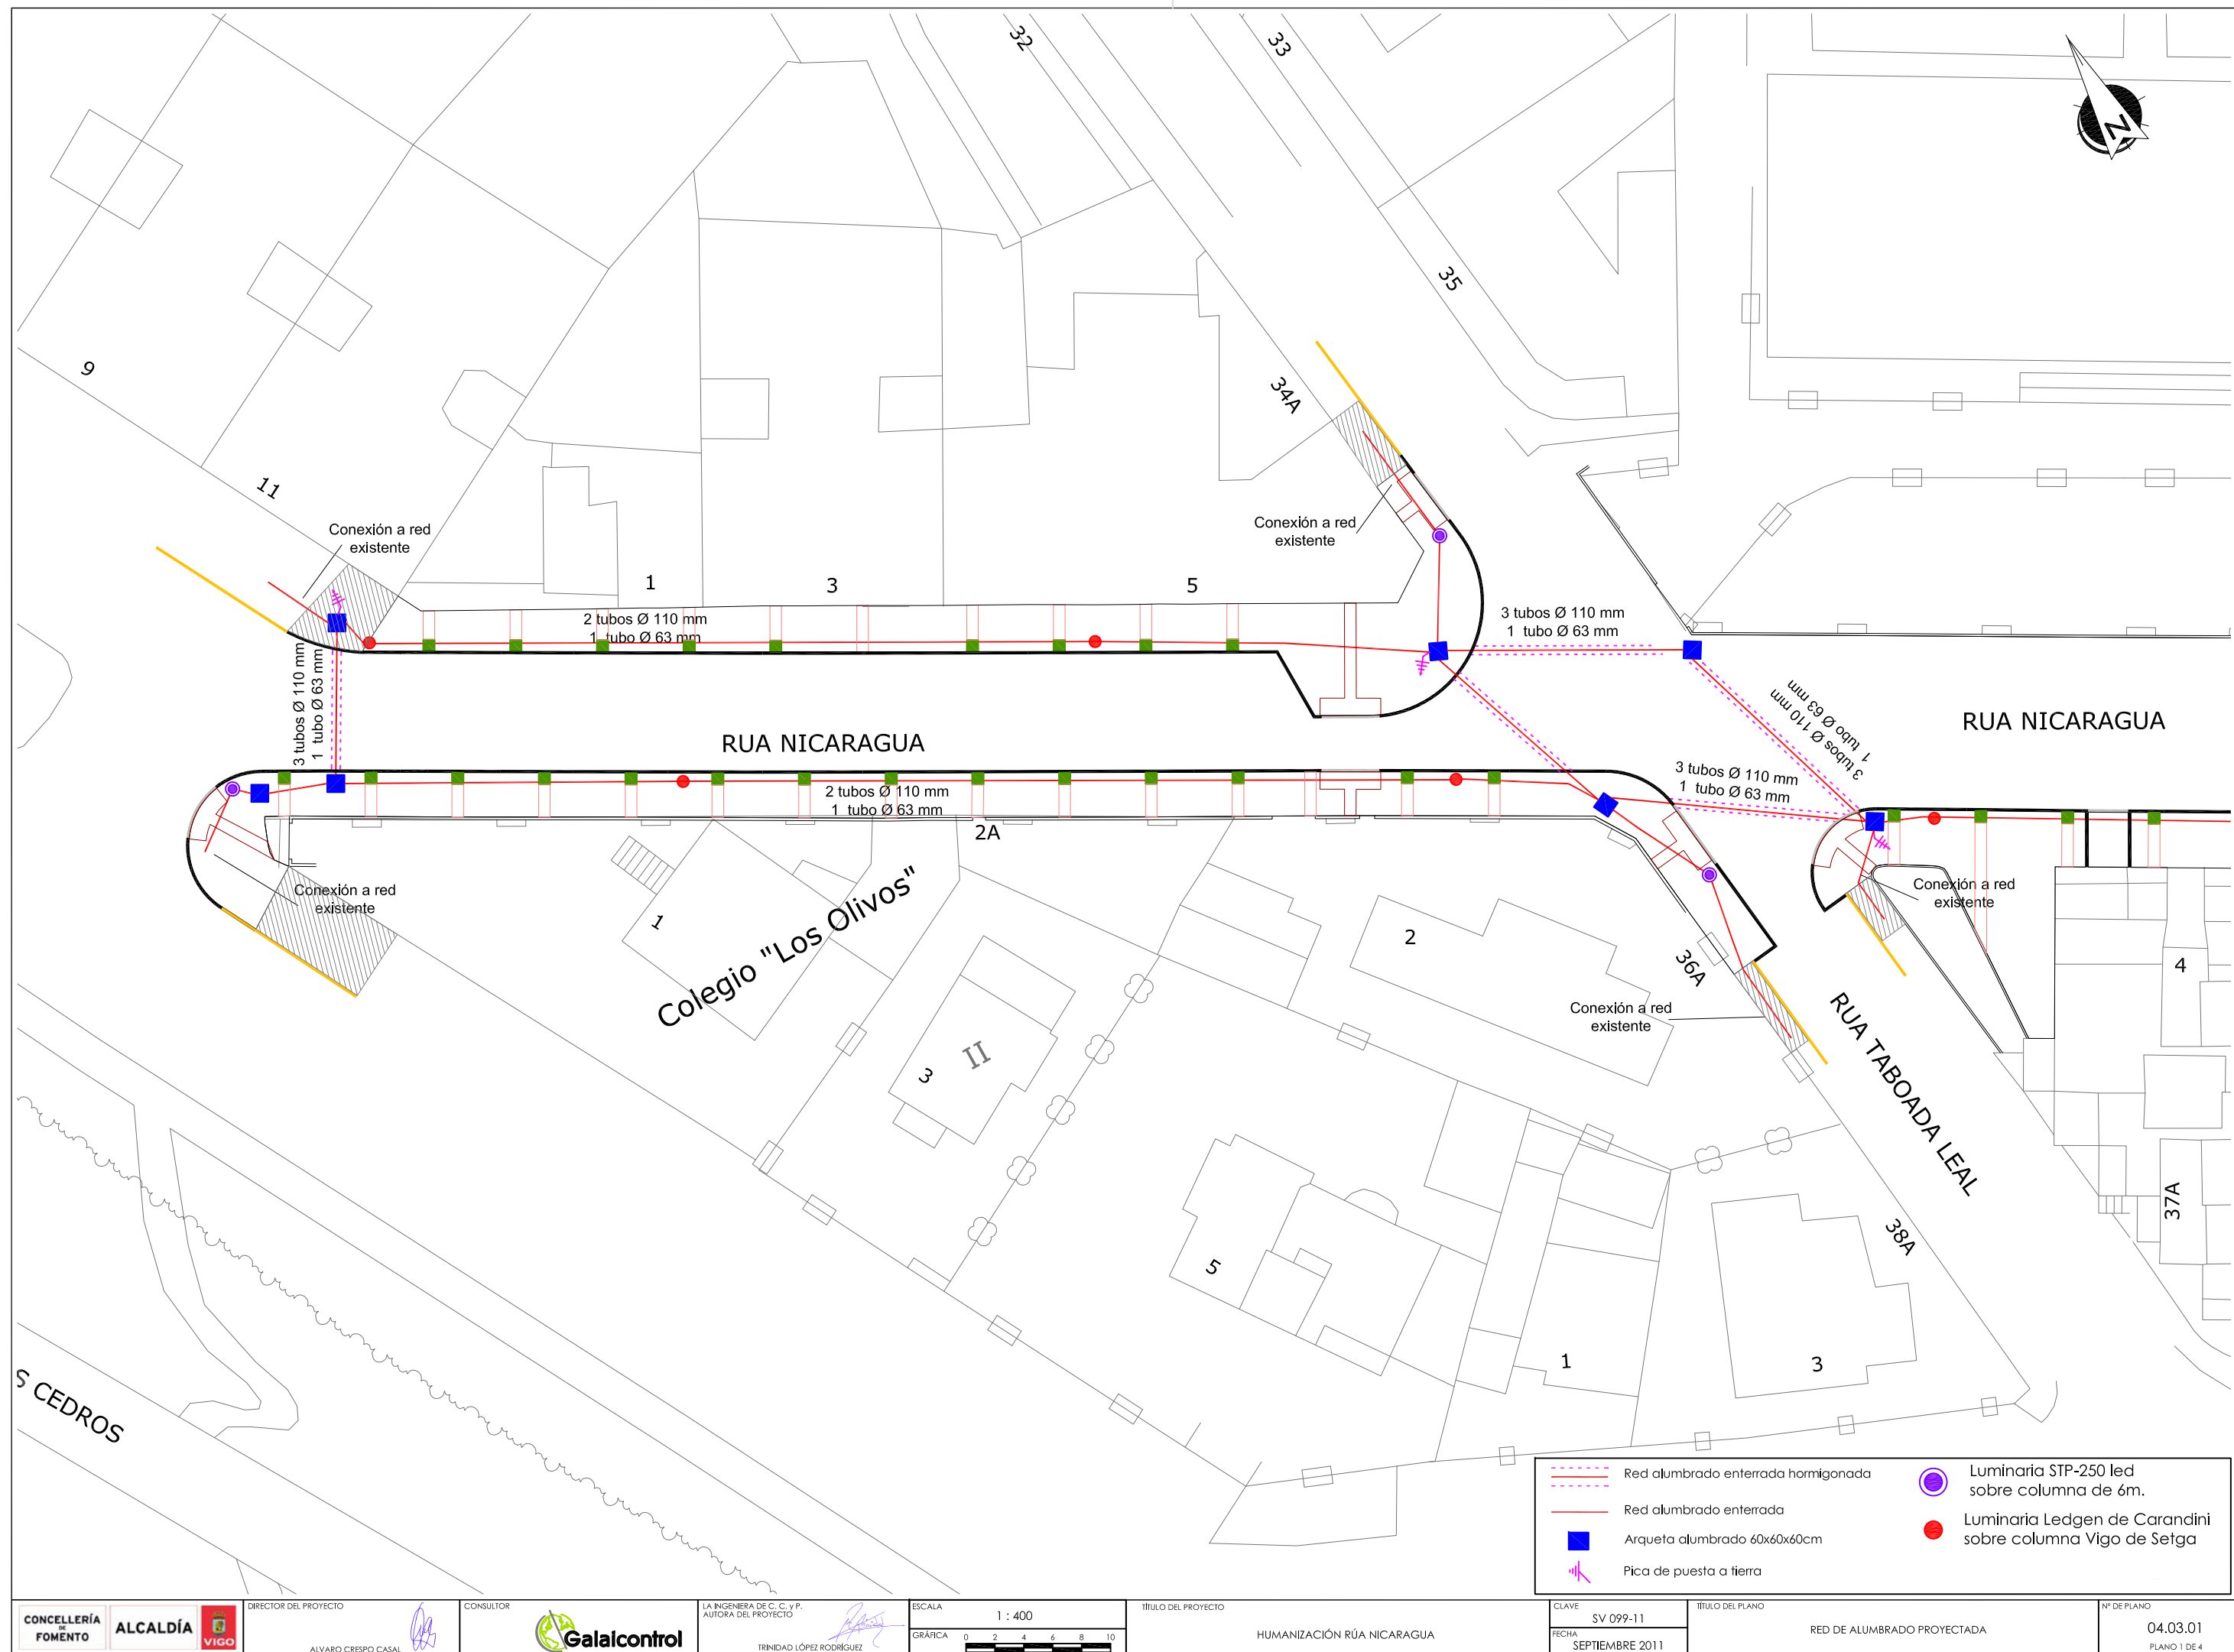 32
33
35
34A
9
11
Conexión a red
existente
Conexión a red
existente
1
3
5
2 tubos Ø 110 mm
1 tubo Ø 63 mm
3 tubos Ø 110 mm
1 tubo Ø 63 mm
3 tubos Ø 110 mm
1 tubo Ø 63 mm
3 tubos Ø 110 mm
1 tubo Ø 63 mm
RUA NICARAGUA
RUA NICARAGUA
3 tubos Ø 110 mm
1 tubo Ø 63 mm
2 tubos Ø 110 mm
1 tubo Ø 63 mm
2A
Conexión a red
existente
Conexión a red
existente
1
Colegio "Los Olivos"
2
36A
4
3
II
Conexión a red
existente
RUA TABOADA LEAL
37A
38A
5
1
3
S CEDROS
N
Red alumbrado enterrada hormigonada
Red alumbrado enterrada
Arqueta alumbrado 60x60x60cm
Pica de puesta a tierra
Luminaria STP-250 led
sobre columna de 6m.
Luminaria Ledgen de Carandini
sobre columna Vigo de Setga
CONCELLERÍA
DE
FOMENTO
ALCALDÍA
VIGO
DIRECTOR DEL PROYECTO
ALVARO CRESPO CASAL
CONSULTOR
Galaicontrol
LA INGENIERA DE C. C. y P.
AUTORA DEL PROYECTO
TRINIDAD LÓPEZ RODRÍGUEZ
ESCALA
1 : 400
GRÁFICA 0 2 4 6 8 10
TÍTULO DEL PROYECTO
HUMANIZACIÓN RÚA NICARAGUA
CLAVE
SV 099-11
FECHA
SEPTIEMBRE 2011
TÍTULO DEL PLANO
RED DE ALUMBRADO PROYECTADA
Nº DE PLANO
04.03.01
PLANO 1 DE 4